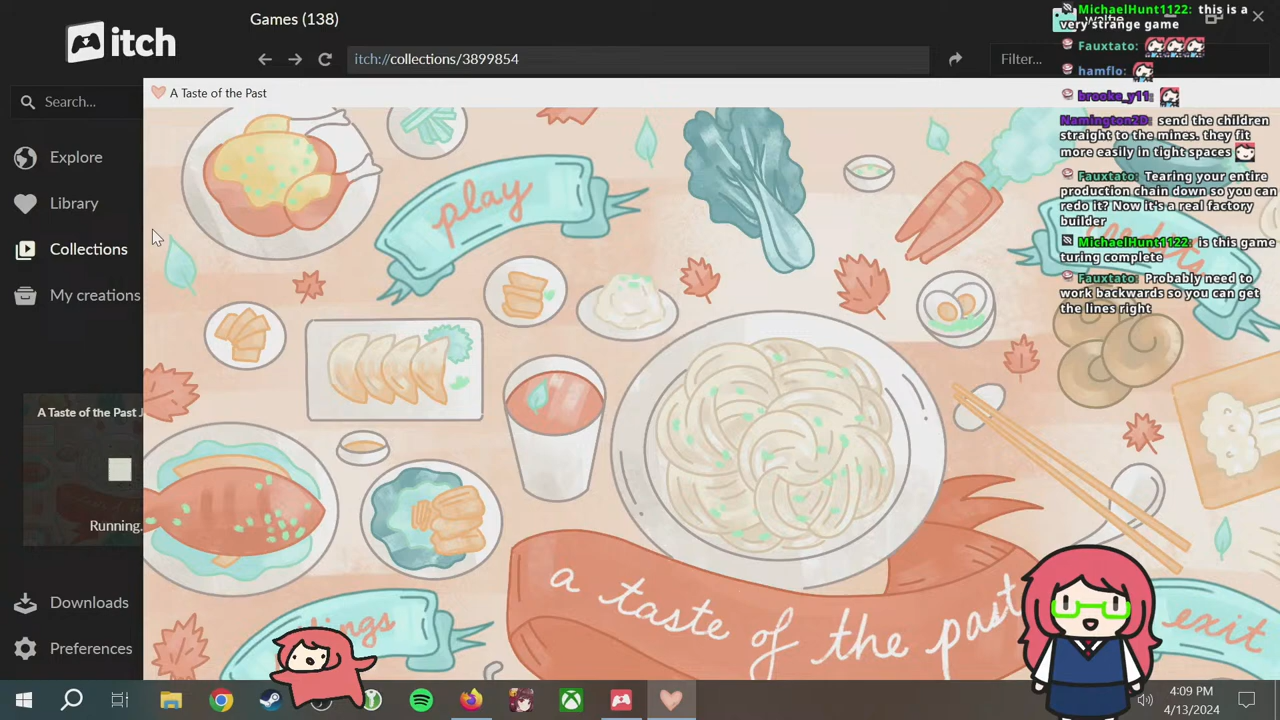 itch
Games (138)
itch://collections/3899854
Filter...
Search...
Explore
Library
Collections
My creations
A Taste of the Past
Running.
Downloads
Preferences
A Taste of the Past
play
credits
a taste of the past
exit
MichaelHunt1122: this is a
very strange game
Fauxtato:
hamflo:
brooke_y11:
Namington2D: send the children
straight to the mines. they fit
more easily in tight spaces
Fauxtato: Tearing your entire
production chain down so you can
redo it? Now it's a real factory
builder
MichaelHunt1122: is this game
turing complete
Fauxtato: Probably need to
work backwards so you can get
the lines right
4:09 PM
4/13/2024